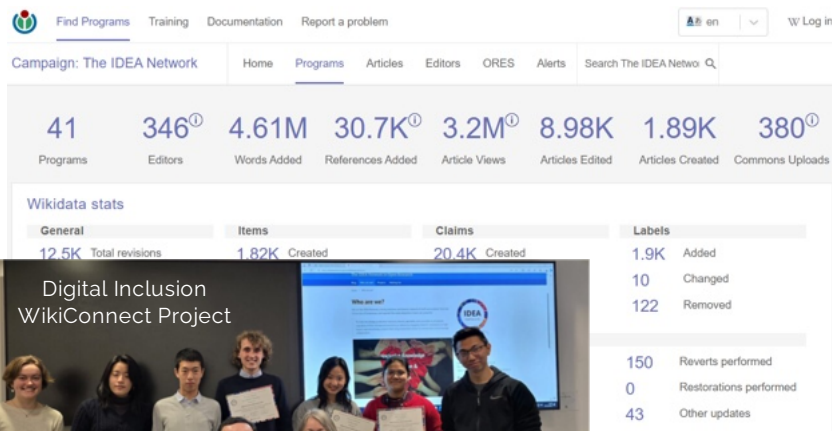 Find Programs Training Documentation Report a problem en Log in
Campaign: The IDEA Network Home Programs Articles Editors ORES Alerts Search The IDEA Netwo
41 346 4.61M 30.7K 3.2M 8.98K 1.89K 380
Programs Editors Words Added References Added Article Views Articles Edited Articles Created Commons Uploads
Wikidata stats
General Items Claims Labels
12.5K Total revisions 1.82K Created 20.4K Created 1.9K Added
10 Changed
122 Removed
Digital Inclusion
WikiConnect Project
Who are we?
IDEA
150 Reverts performed
0 Restorations performed
43 Other updates